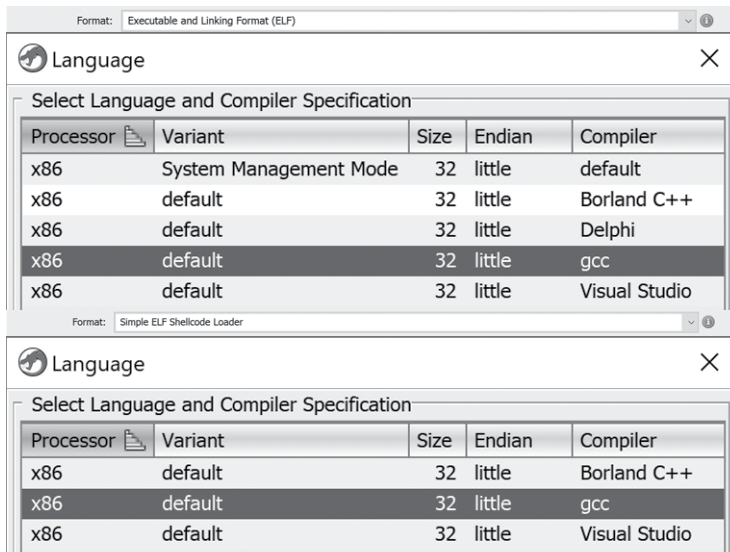 Format: Executable and Linking Format (ELF)
Language
Select Language and Compiler Specification
Processor Variant Size Endian Compiler
x86 System Management Mode 32 little default
x86 default 32 little Borland C++
x86 default 32 little Delphi
x86 default 32 little gcc
x86 default 32 little Visual Studio
Format: Simple ELF Shellcode Loader
Language
Select Language and Compiler Specification
Processor Variant Size Endian Compiler
x86 default 32 little Borland C++
x86 default 32 little gcc
x86 default 32 little Visual Studio